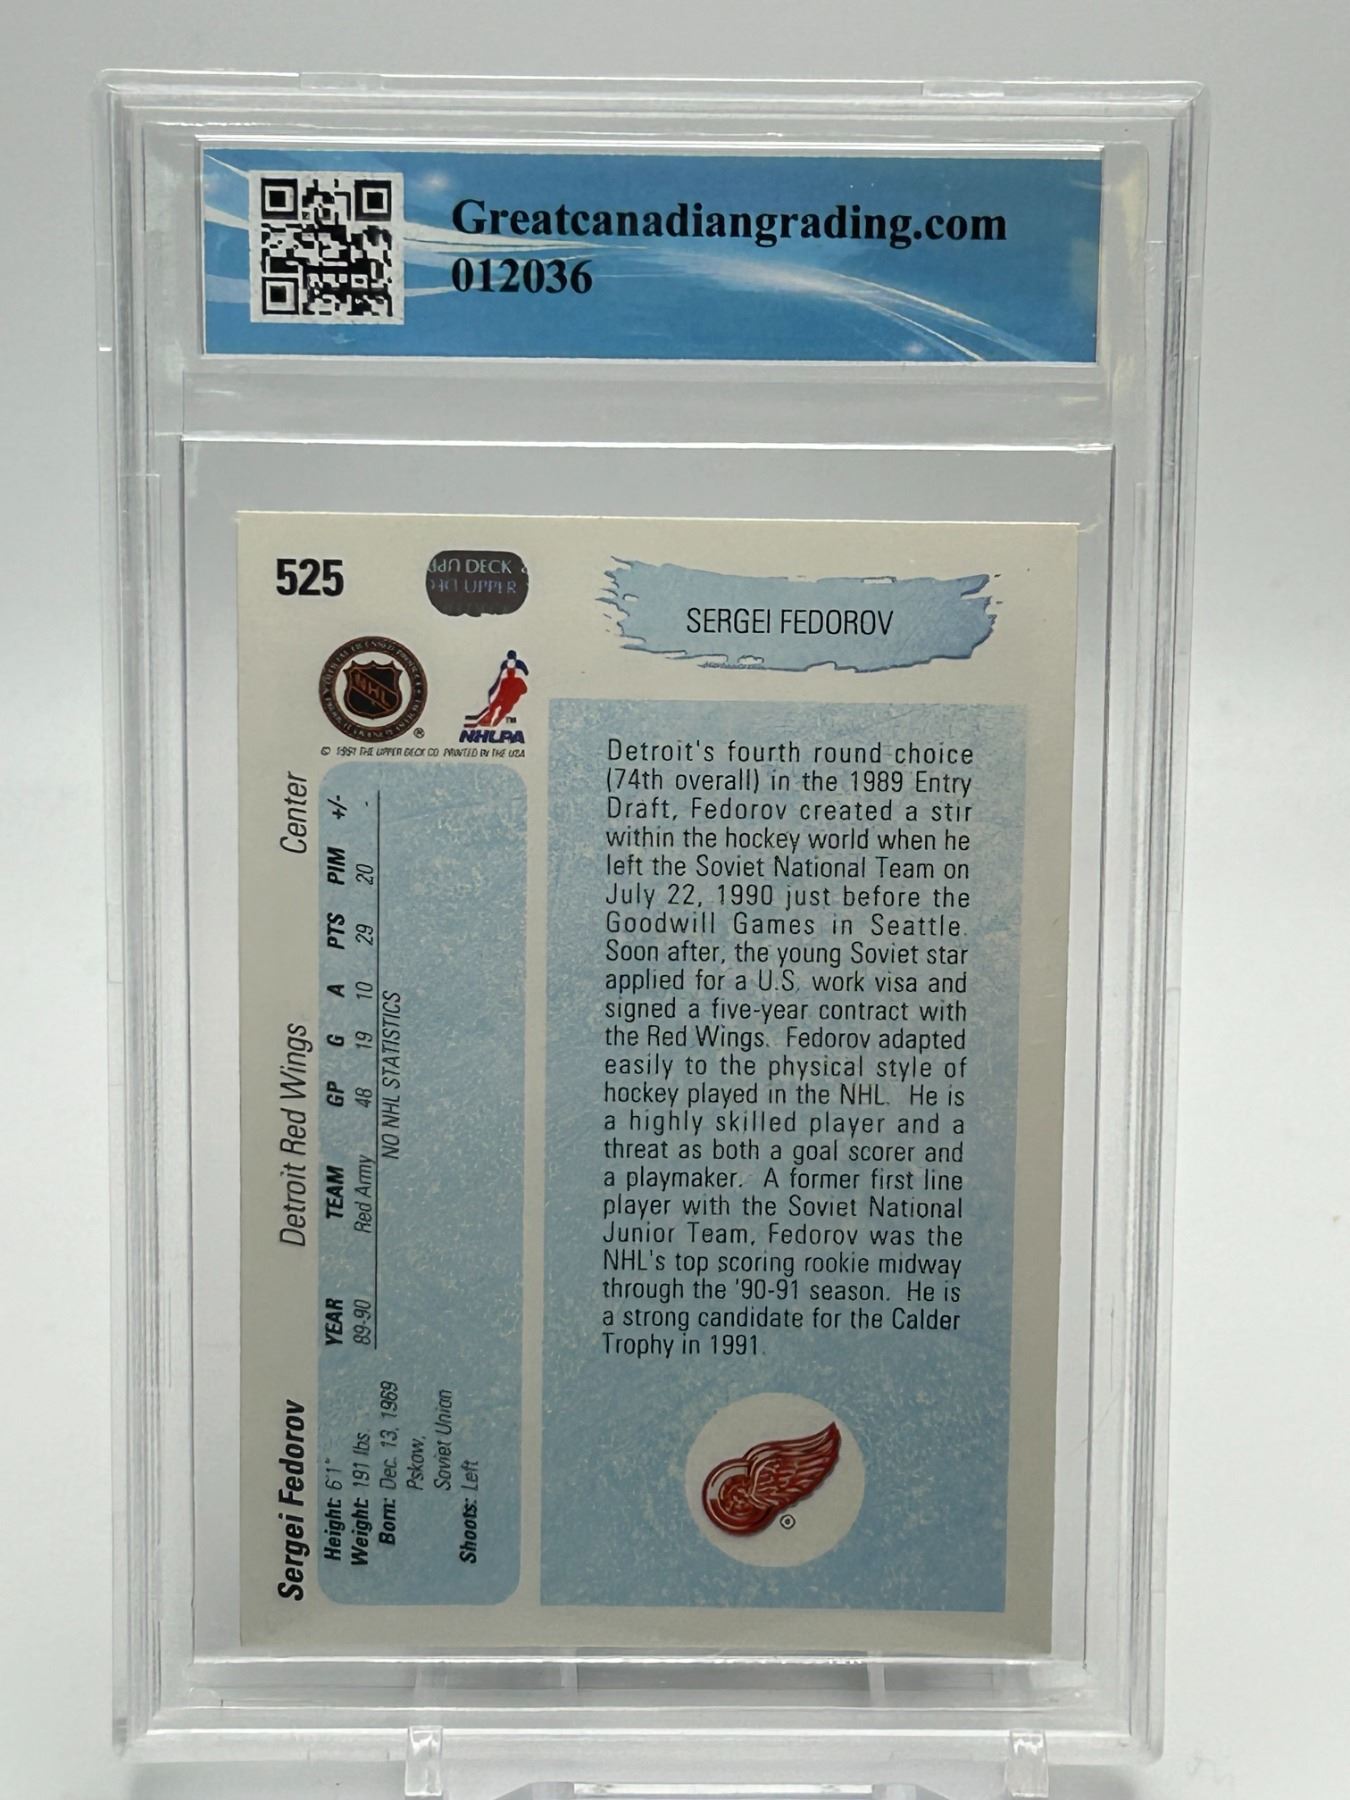 Greatcanadiangrading.com
012036
525
DECK
UPPER
SERGEI FEDOROV
NHL
®
TM
NHLPA
© 1991 THE UPPER DECK CO. PRINTED IN THE USA
Detroit's fourth round choice
(74th overall) in the 1989 Entry
Draft, Fedorov created a stir
within the hockey world when he
left the Soviet National Team on
July 22, 1990 just before the
Goodwill Games in Seattle.
Soon after, the young Soviet star
applied for a U.S. work visa and
signed a five-year contract with
the Red Wings. Fedorov adapted
easily to the physical style of
hockey played in the NHL. He is
a highly skilled player and a
threat as both a goal scorer and
a playmaker. A former first line
player with the Soviet National
Junior Team, Fedorov was the
NHL's top scoring rookie midway
through the '90-91 season. He is
a strong candidate for the Calder
Trophy in 1991.
®
Sergei Fedorov Detroit Red Wings Center
Height: 6'1"
Weight: 191 lbs.
Born: Dec. 13, 1969
Pskow,
Soviet Union
Shoots: Left
YEAR TEAM GP G A PTS PIM +/-
89-90 Red Army 48 19 10 29 20 -
NO NHL STATISTICS